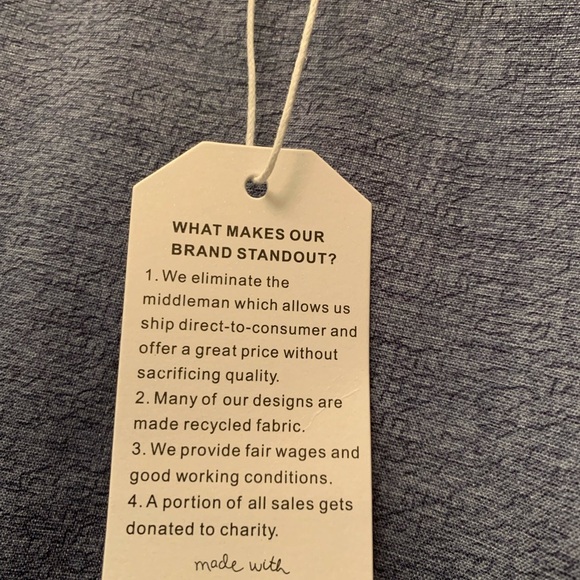 WHAT MAKES OUR
BRAND STANDOUT?
1. We eliminate the
middleman which allows us
ship direct-to-consumer and
offer a great price without
sacrificing quality.
2. Many of our designs are
made recycled fabric.
3. We provide fair wages and
good working conditions.
4. A portion of all sales gets
donated to charity.
made with